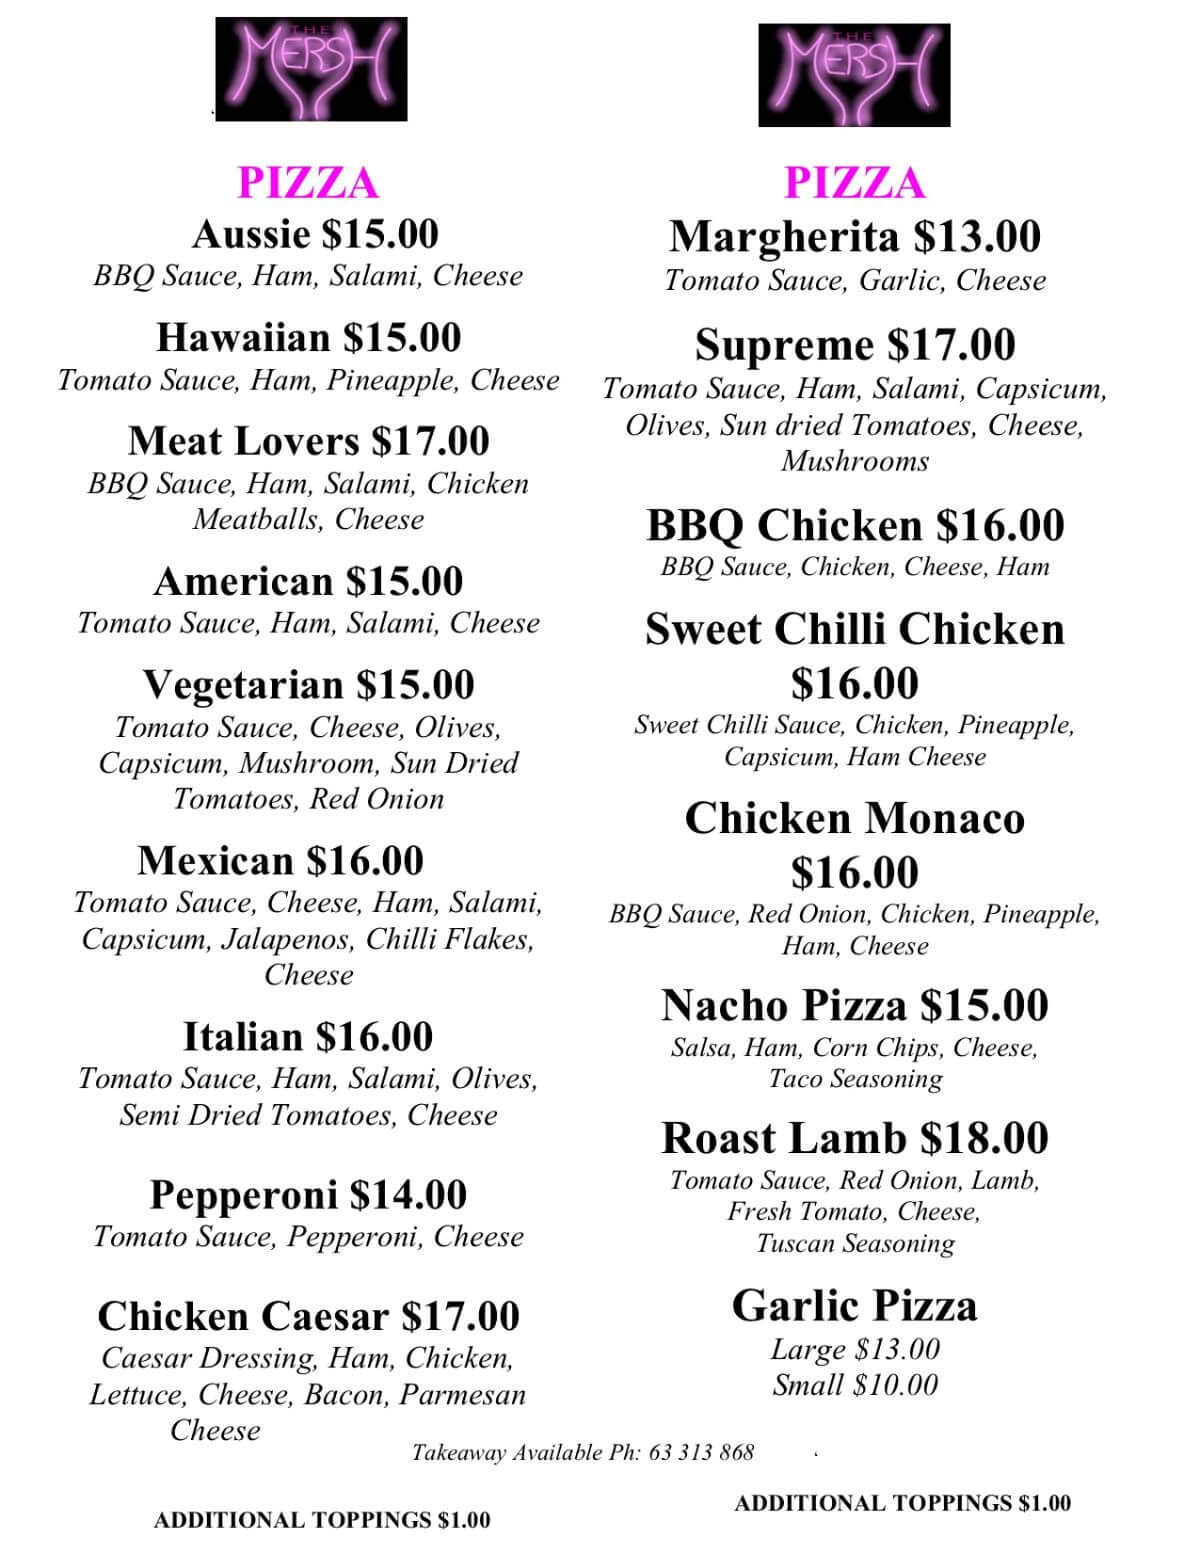 THE
MERSH
PIZZA
Aussie $15.00
BBQ Sauce, Ham, Salami, Cheese
Hawaiian $15.00
Tomato Sauce, Ham, Pineapple, Cheese
Meat Lovers $17.00
BBQ Sauce, Ham, Salami, Chicken
Meatballs, Cheese
American $15.00
Tomato Sauce, Ham, Salami, Cheese
Vegetarian $15.00
Tomato Sauce, Cheese, Olives,
Capsicum, Mushroom, Sun Dried
Tomatoes, Red Onion
Mexican $16.00
Tomato Sauce, Cheese, Ham, Salami,
Capsicum, Jalapenos, Chilli Flakes,
Cheese
Italian $16.00
Tomato Sauce, Ham, Salami, Olives,
Semi Dried Tomatoes, Cheese
Pepperoni $14.00
Tomato Sauce, Pepperoni, Cheese
Chicken Caesar $17.00
Caesar Dressing, Ham, Chicken,
Lettuce, Cheese, Bacon, Parmesan
Cheese
ADDITIONAL TOPPINGS $1.00
THE
MERSH
PIZZA
Margherita $13.00
Tomato Sauce, Garlic, Cheese
Supreme $17.00
Tomato Sauce, Ham, Salami, Capsicum,
Olives, Sun dried Tomatoes, Cheese,
Mushrooms
BBQ Chicken $16.00
BBQ Sauce, Chicken, Cheese, Ham
Sweet Chilli Chicken
$16.00
Sweet Chilli Sauce, Chicken, Pineapple,
Capsicum, Ham Cheese
Chicken Monaco
$16.00
BBQ Sauce, Red Onion, Chicken, Pineapple,
Ham, Cheese
Nacho Pizza $15.00
Salsa, Ham, Corn Chips, Cheese,
Taco Seasoning
Roast Lamb $18.00
Tomato Sauce, Red Onion, Lamb,
Fresh Tomato, Cheese,
Tuscan Seasoning
Garlic Pizza
Large $13.00
Small $10.00
Takeaway Available Ph: 63 313 868
ADDITIONAL TOPPINGS $1.00